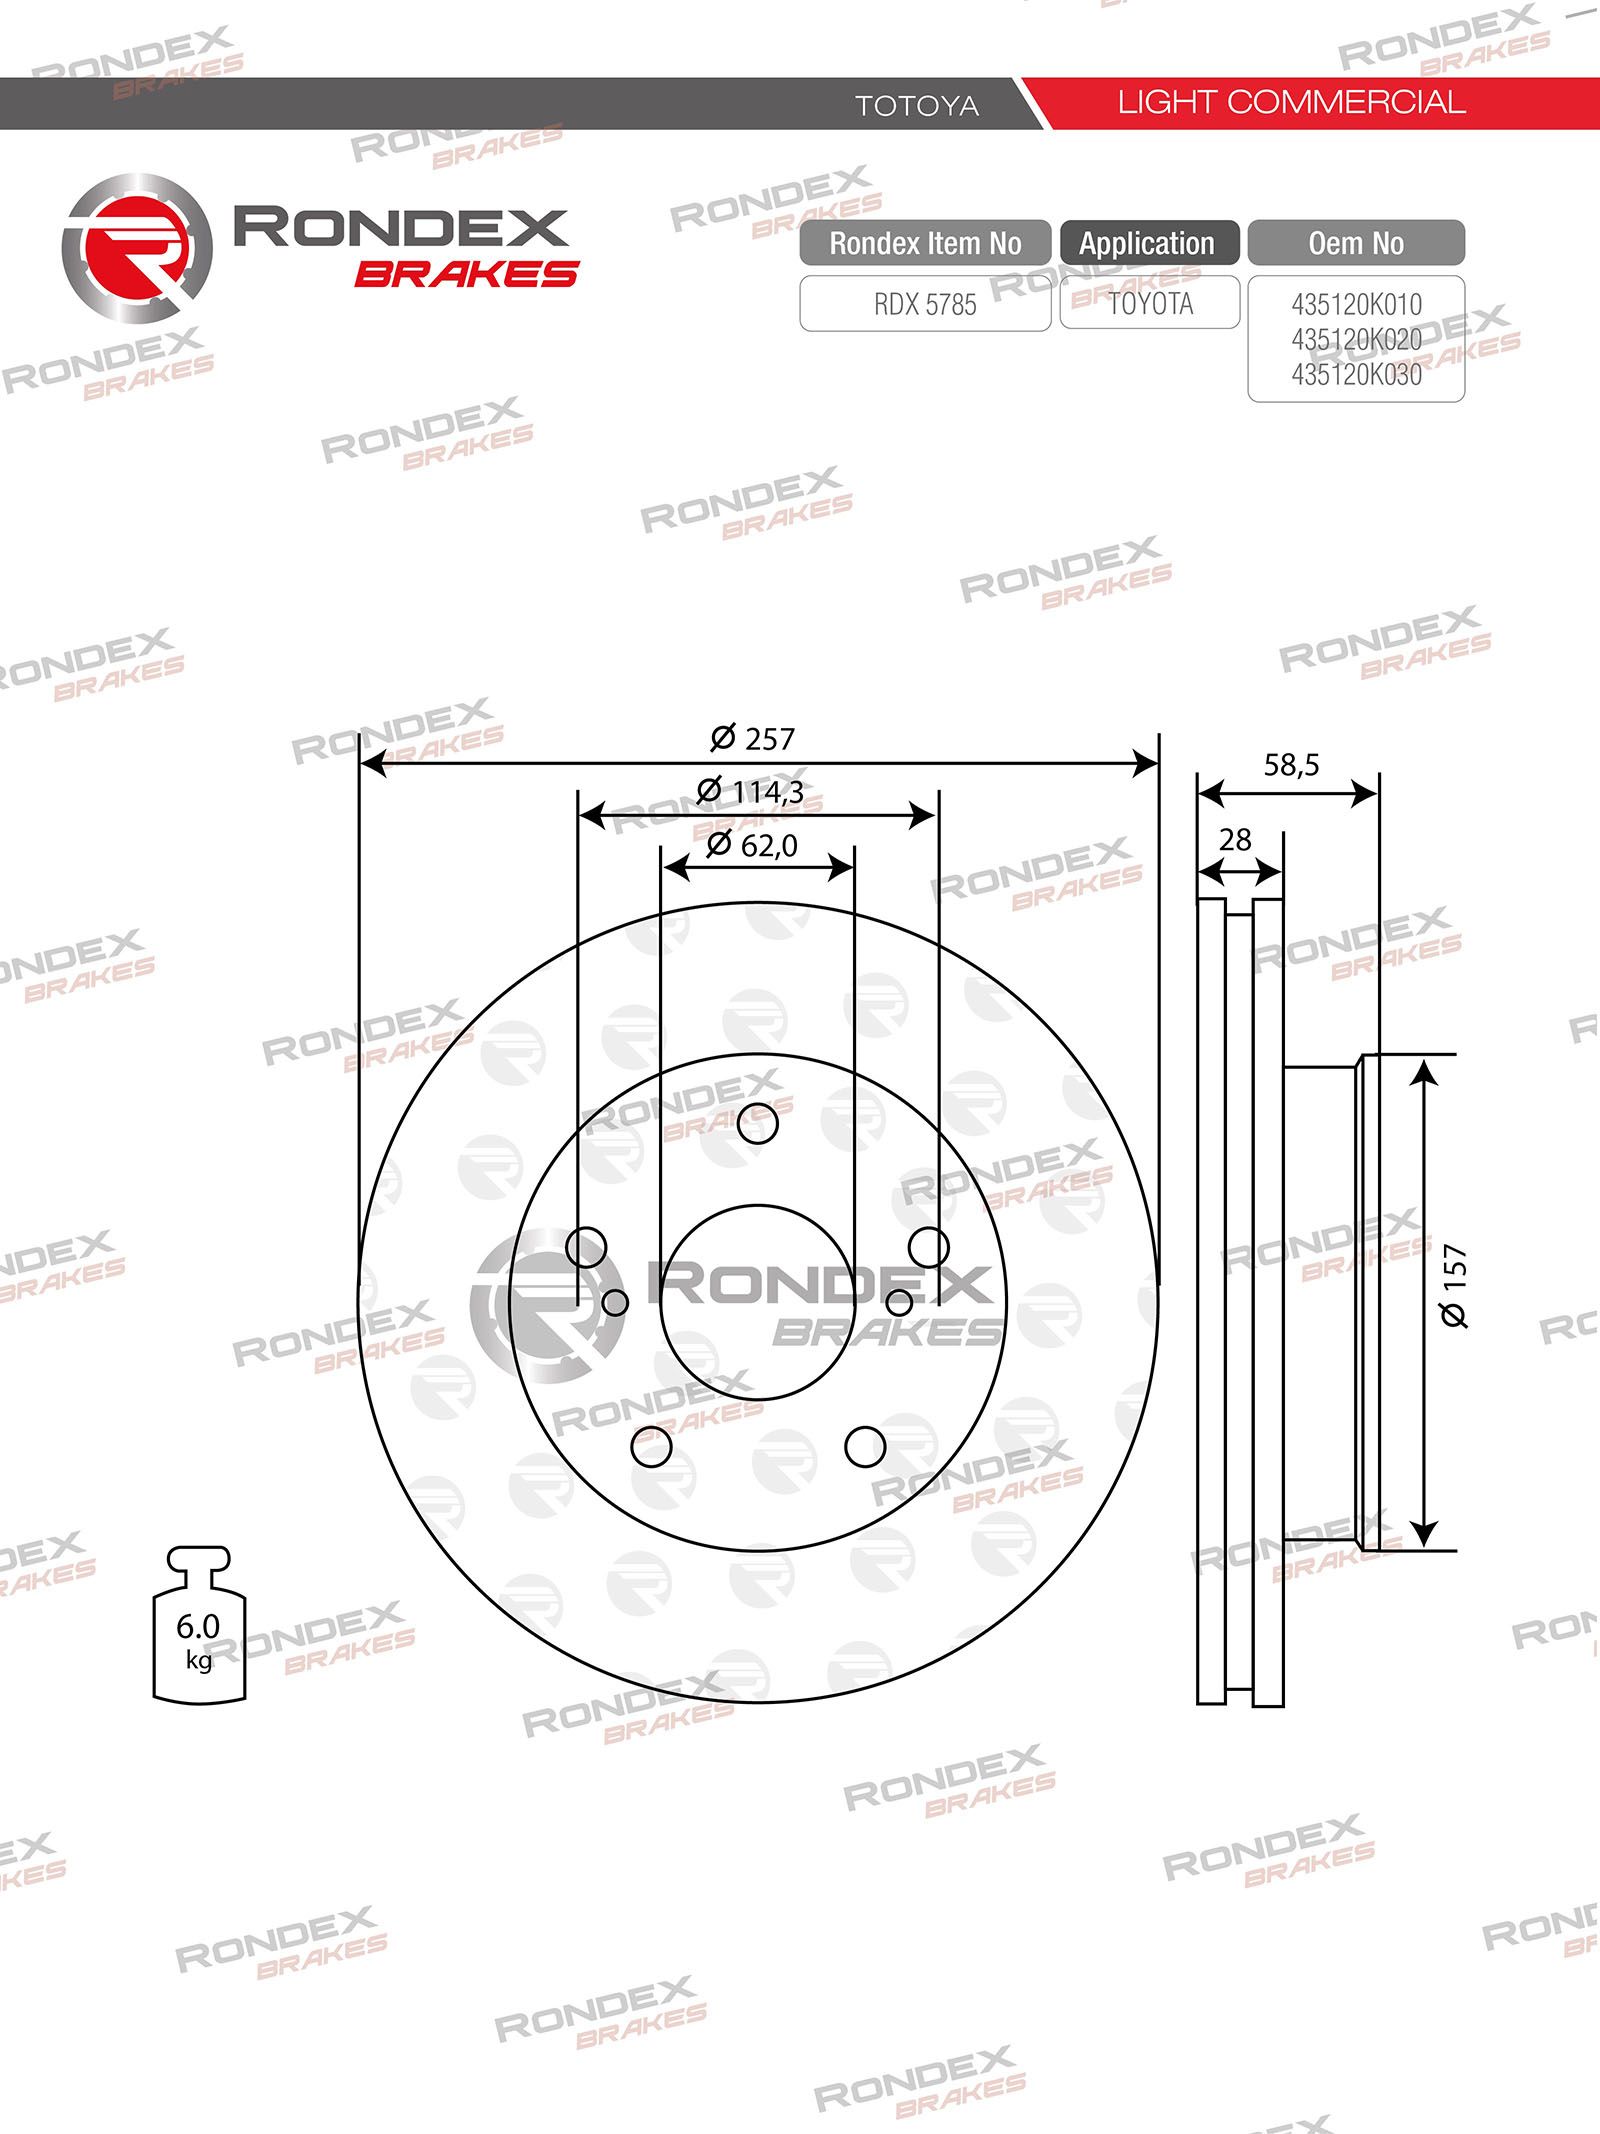 TOTOYA
LIGHT COMMERCIAL
RONDEX
BRAKES
Rondex Item No
Application
Oem No
RDX 5785
TOYOTA
435120K010
435120K020
435120K030
Ø 257
Ø 114,3
Ø 62,0
58,5
28
Ø 157
RONDEX
BRAKES
6.0
kg